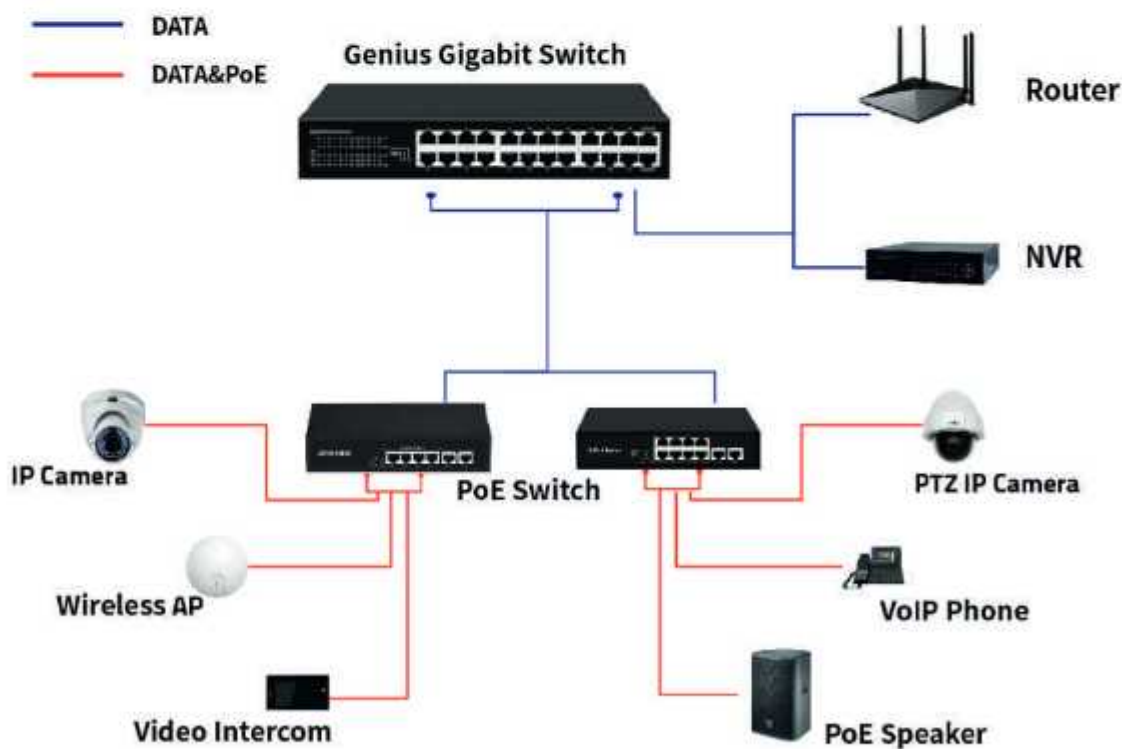 DATA
DATA&PoE
Genius Gigabit Switch
Router
NVR
IP Camera
PoE Switch
PTZ IP Camera
Wireless AP
VoIP Phone
Video Intercom
PoE Speaker